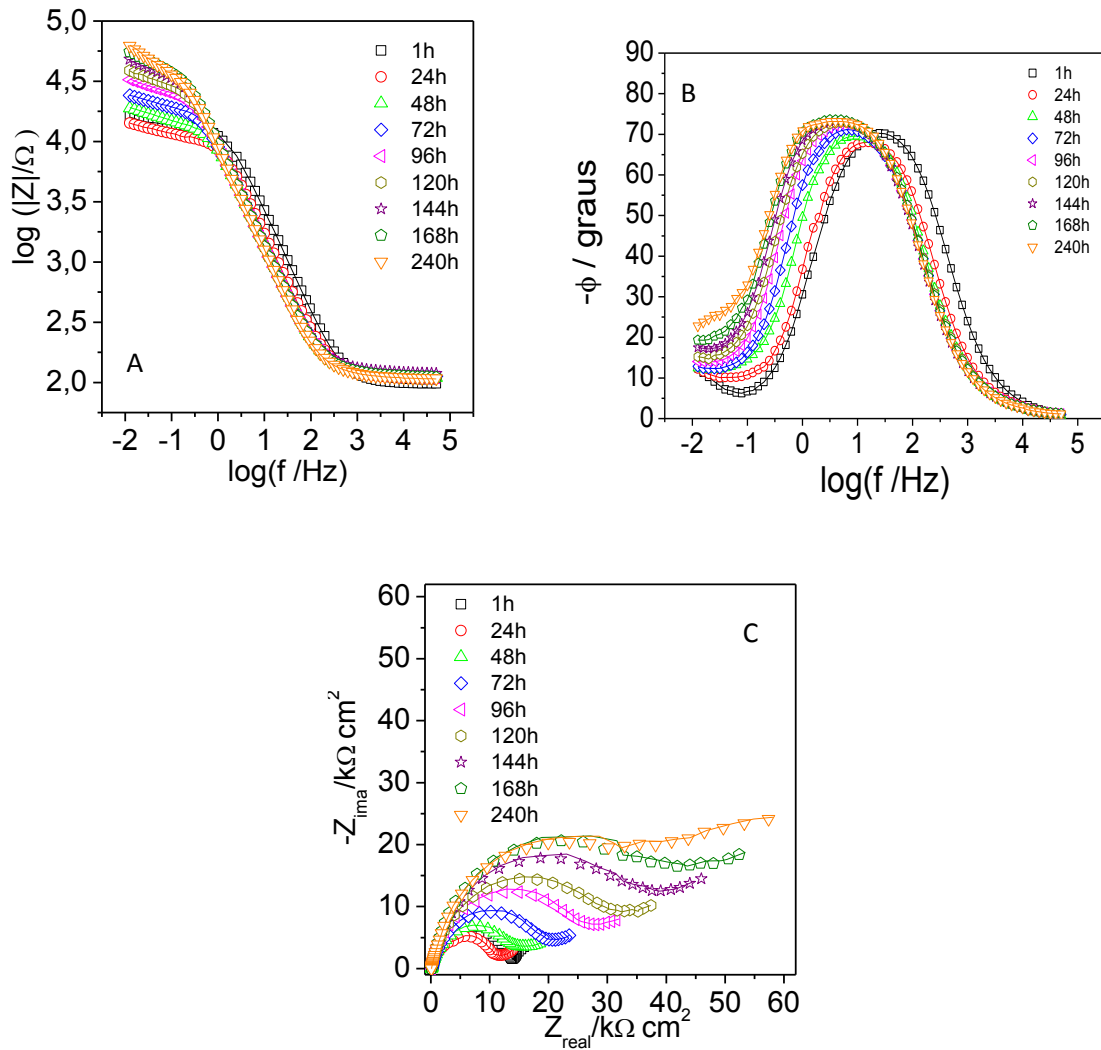 5,0
4,5
4,0
3,5
3,0
2,5
2,0
log (|Z|/Ω)
1h
24h
48h
72h
96h
120h
144h
168h
240h
A
-2 -1 0 1 2 3 4 5
log(f /Hz)
90
80
70
60
50
40
30
20
10
0
-ϕ / graus
B
1h
24h
48h
72h
96h
120h
144h
168h
240h
-2 -1 0 1 2 3 4 5
log(f /Hz)
60
50
40
30
20
10
0
-Zima/kΩ cm²
1h
24h
48h
72h
96h
120h
144h
168h
240h
C
0 10 20 30 40 50 60
Zreal/kΩ cm²